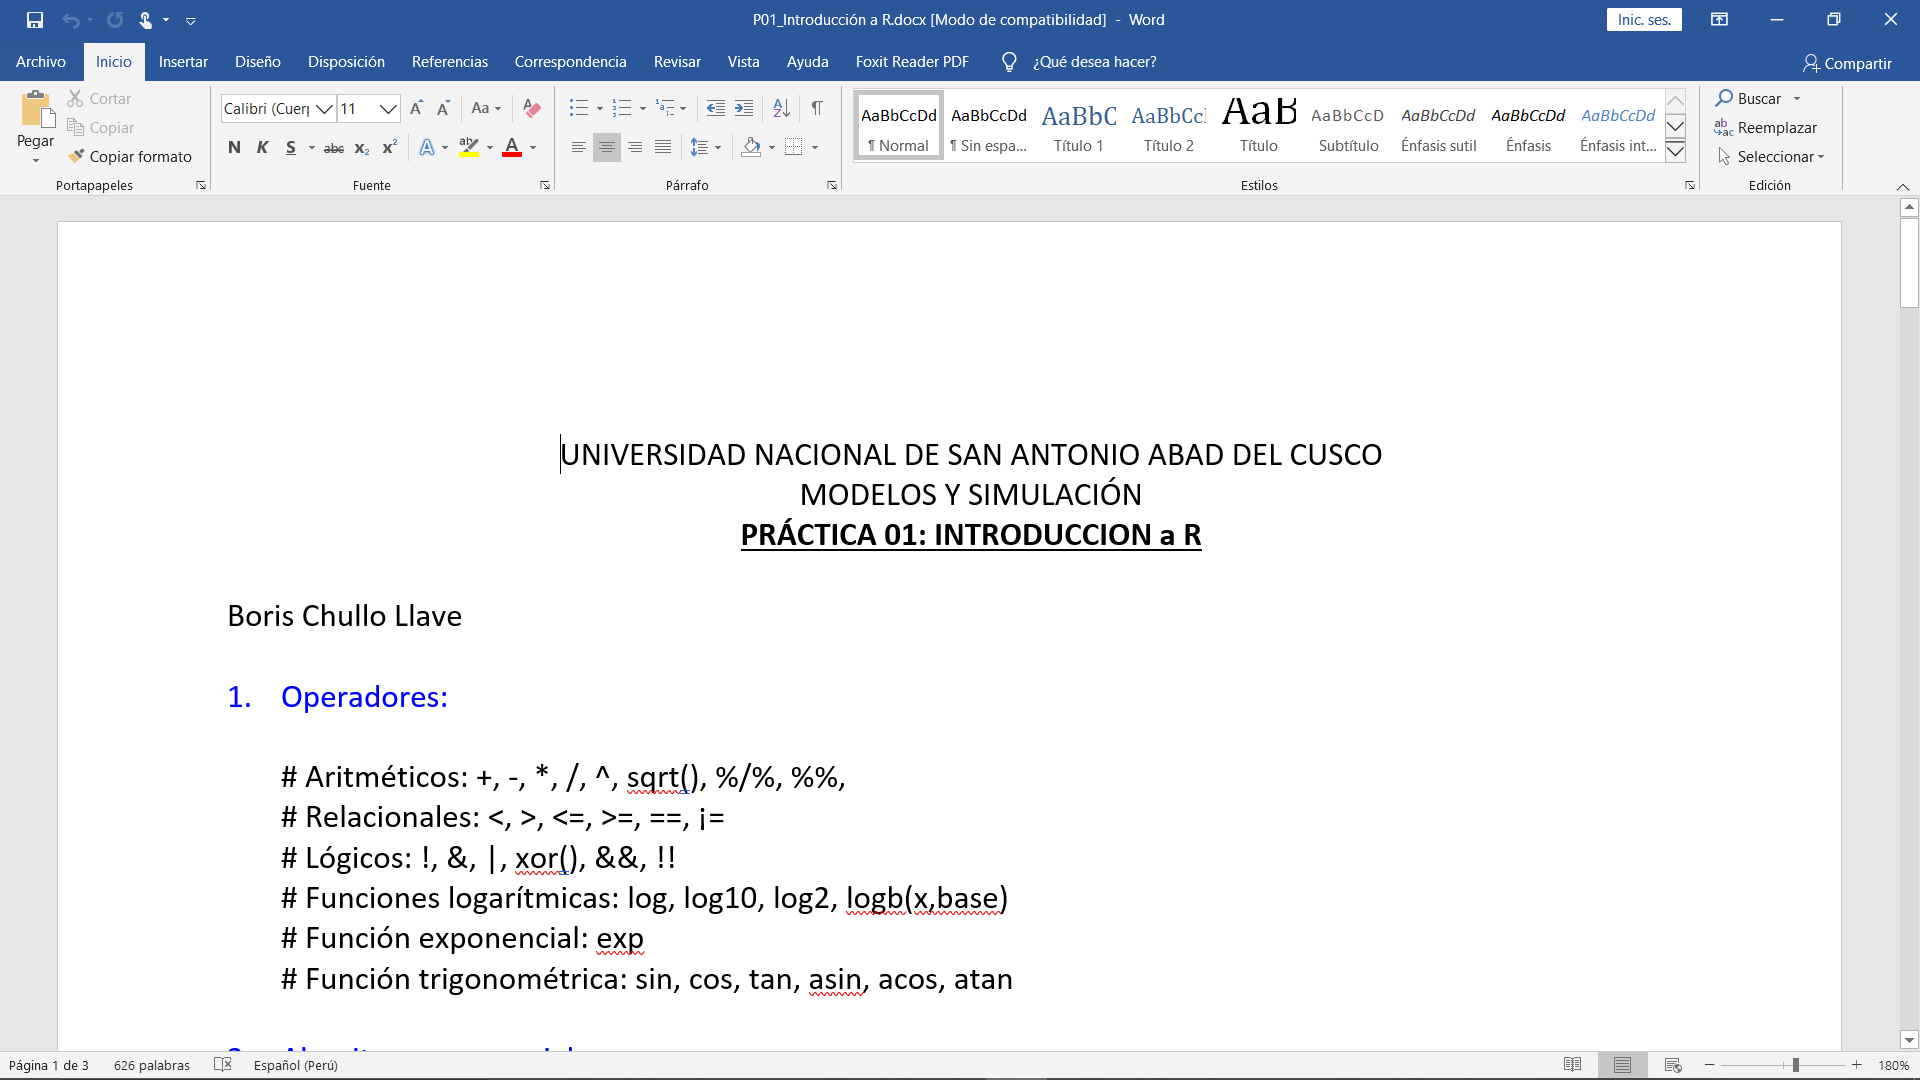 P01_Introducción a R.docx [Modo de compatibilidad] - Word
Inic. ses.
Archivo Inicio Insertar Diseño Disposición Referencias Correspondencia Revisar Vista Ayuda Foxit Reader PDF ¿Qué desea hacer? Compartir
Pegar
Cortar
Copiar
Copiar formato
Portapapeles
Calibri (Cuerp 11
Fuente
Párrafo
AaBbCcDd AaBbCcDd AaBbC AaBbCcI AaB AaBbCcD AaBbCcDd AaBbCcDd AaBbCcDd
¶ Normal ¶ Sin espa... Título 1 Título 2 Título Subtítulo Énfasis sutil Énfasis Énfasis int...
Estilos
Buscar
Reemplazar
Seleccionar
Edición
UNIVERSIDAD NACIONAL DE SAN ANTONIO ABAD DEL CUSCO
MODELOS Y SIMULACIÓN
PRÁCTICA 01: INTRODUCCION a R
Boris Chullo Llave
1. Operadores:
# Aritméticos: +, -, *, /, ^, sqrt(), %/%, %%,
# Relacionales: <, >, <=, >=, ==, ¡=
# Lógicos: !, &, |, xor(), &&, !!
# Funciones logarítmicas: log, log10, log2, logb(x,base)
# Función exponencial: exp
# Función trigonométrica: sin, cos, tan, asin, acos, atan
Página 1 de 3 626 palabras Español (Perú) 180%